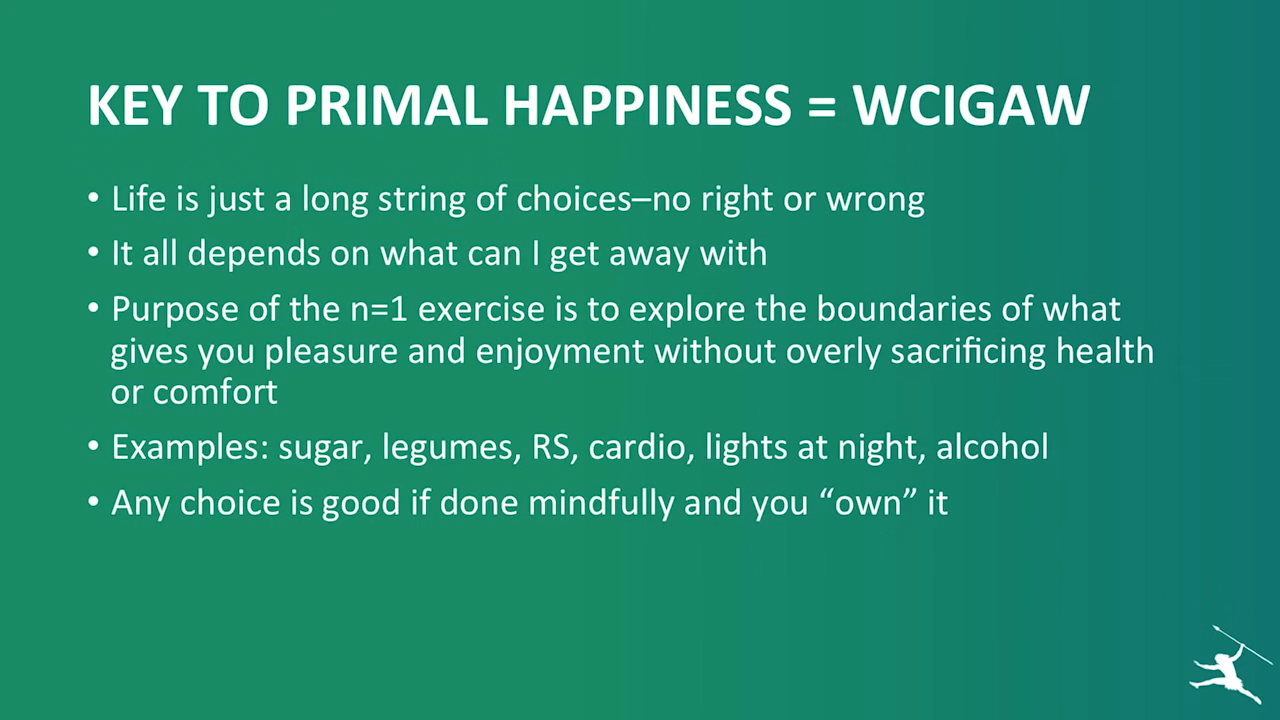 KEY TO PRIMAL HAPPINESS = WCIGAW
• Life is just a long string of choices–no right or wrong
• It all depends on what can I get away with
• Purpose of the n=1 exercise is to explore the boundaries of what
gives you pleasure and enjoyment without overly sacrificing health
or comfort
• Examples: sugar, legumes, RS, cardio, lights at night, alcohol
• Any choice is good if done mindfully and you “own” it